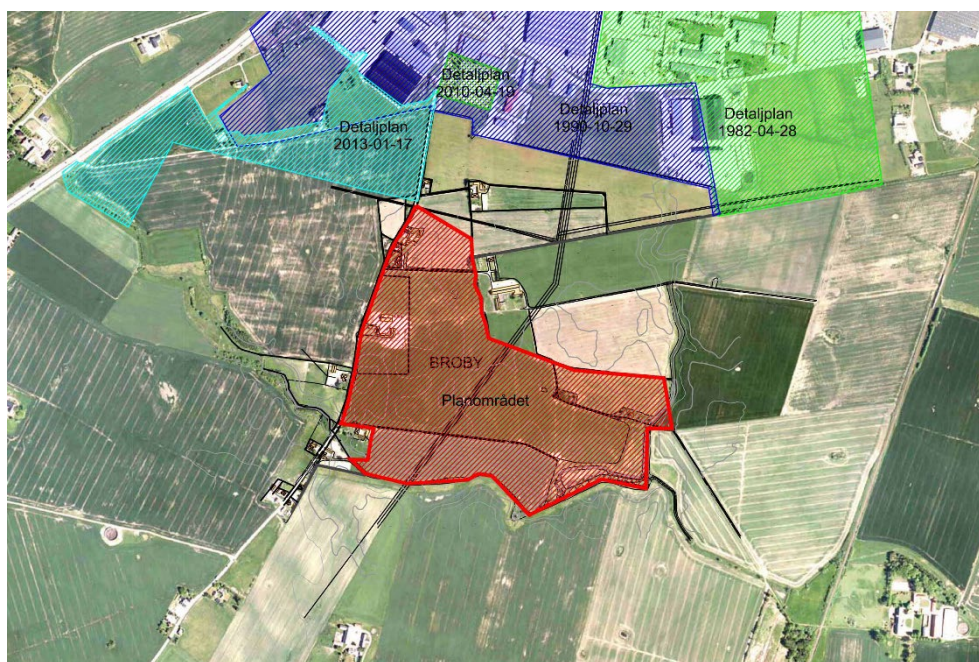 Detaljplan
2010-04-19
Detaljplan
1990-10-29
Detaljplan
1982-04-28
Detaljplan
2013-01-17
BROBY
Planområdet